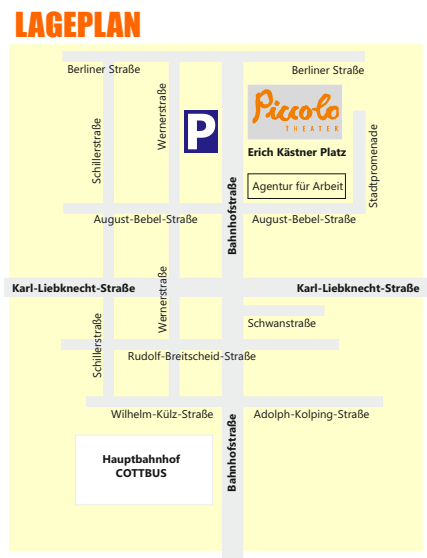 LAGEPLAN
Berliner Straße
Berliner Straße
Schillerstraße
Wernerstraße
P
Piccolo
THEATER
Erich Kästner Platz
Agentur für Arbeit
Stadtpromenade
Bahnhofstraße
August-Bebel-Straße
August-Bebel-Straße
Karl-Liebknecht-Straße
Karl-Liebknecht-Straße
Wernerstraße
Schwanstraße
Schillerstraße
Rudolf-Breitscheid-Straße
Wilhelm-Külz-Straße
Adolph-Kolping-Straße
Bahnhofstraße
Hauptbahnhof
COTTBUS